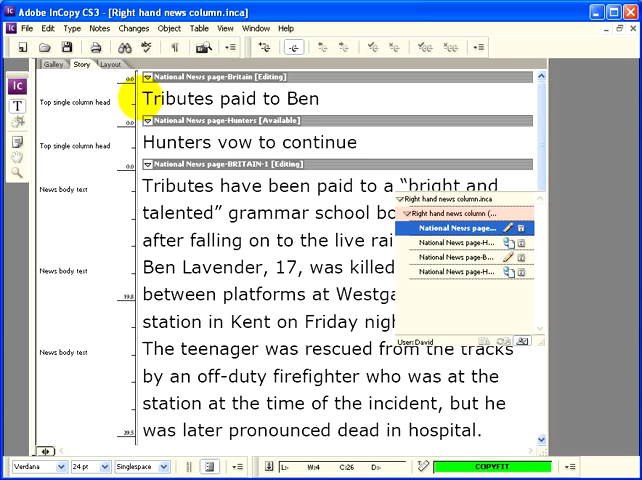 Adobe InCopy CS3 - [Right hand news column.inca]
File Edit Type Notes Changes Object Table View Window Help
Galley Story Layout
0.0 National News page-Britain [Editing]
Top single column head Tributes paid to Ben
0.0 National News page-Hunters [Available]
Top single column head Hunters vow to continue
National News page-BRITAIN-1 [Editing]
News body text Tributes have been paid to a “bright and
talented” grammar school bo
after falling on to the live rai
News body text Ben Lavender, 17, was killed
19.8 between platforms at Westga
station in Kent on Friday nigh
News body text The teenager was rescued from the tracks
by an off-duty firefighter who was at the
station at the time of the incident, but he
29.5 was later pronounced dead in hospital.
Right hand news column.inca
Right hand news column (...
National News page...
National News page-H...
National News page-B...
National News page-H...
User: David
Verdana 24 pt Singlespace L:- W:4 C:26 D:- COPYFIT